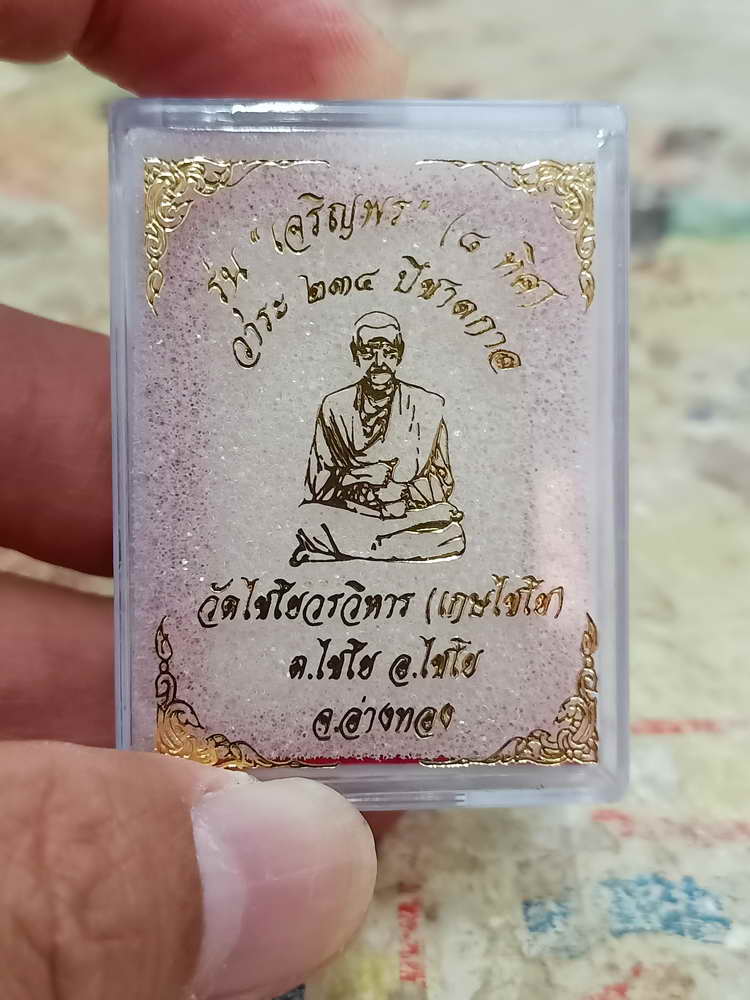 รุ่น "เจริญพร" (๘ ทิศ)
วาระ ๒๓๔ ปีชาตกาล
วัดไชโยวรวิหาร (เกษไชโย)
ต.ไชโย อ.ไชโย
จ.อ่างทอง